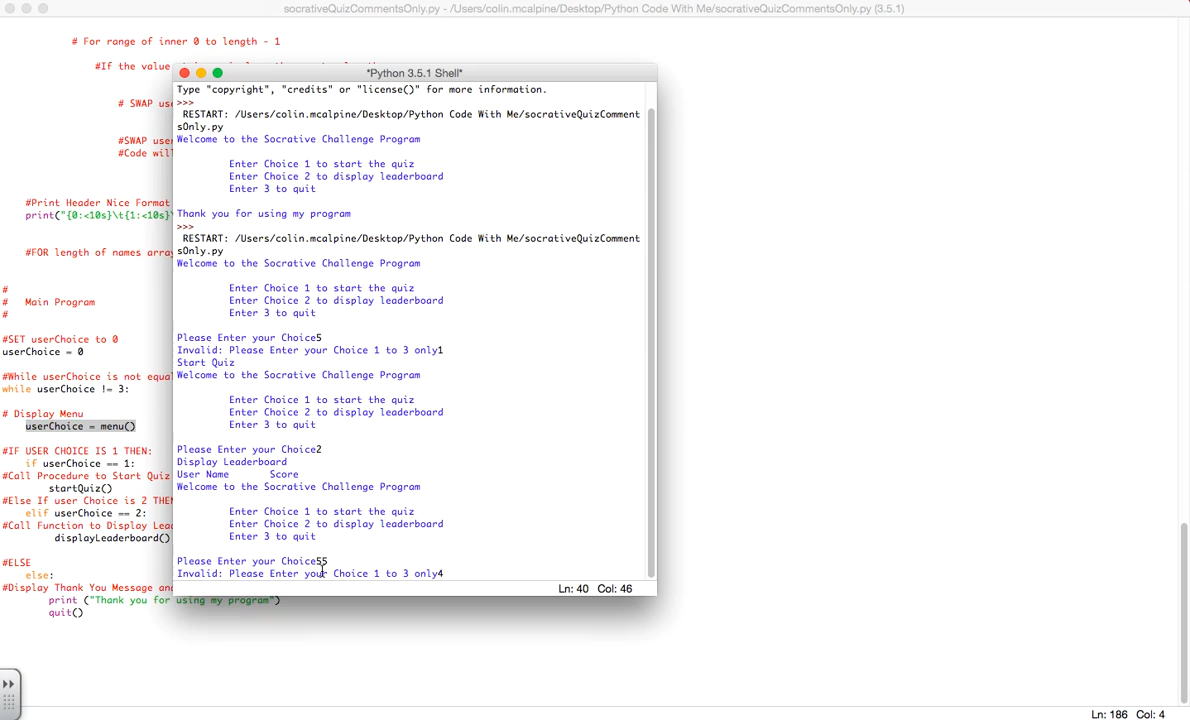 socrativeQuizCommentsOnly.py - /Users/colin.mcalpine/Desktop/Python Code With Me/socrativeQuizCommentsOnly.py (3.5.1)
# For range of inner 0 to length - 1
#If the value
# SWAP us
#SWAP user
#Code will
#Print Header Nice Format
print("{0:<10s}\t{1:<10s}\
#FOR length of names array
#
# Main Program
#
#SET userChoice to 0
userChoice = 0
#While userChoice is not equal
while userChoice != 3:
# Display Menu
userChoice = menu()
#IF USER CHOICE IS 1 THEN:
if userChoice == 1:
#Call Procedure to Start Quiz
startQuiz()
#Else If user Choice is 2 THEN
elif userChoice == 2:
#Call Function to Display Lea
displayLeaderboard()
#ELSE
else:
#Display Thank You Message an
print ("Thank you for using my program")
quit()
*Python 3.5.1 Shell*
Type "copyright", "credits" or "license()" for more information.
>>>
RESTART: /Users/colin.mcalpine/Desktop/Python Code With Me/socrativeQuizComment
sOnly.py
Welcome to the Socrative Challenge Program
Enter Choice 1 to start the quiz
Enter Choice 2 to display leaderboard
Enter 3 to quit
Thank you for using my program
>>>
RESTART: /Users/colin.mcalpine/Desktop/Python Code With Me/socrativeQuizComment
sOnly.py
Welcome to the Socrative Challenge Program
Enter Choice 1 to start the quiz
Enter Choice 2 to display leaderboard
Enter 3 to quit
Please Enter your Choice5
Invalid: Please Enter your Choice 1 to 3 only1
Start Quiz
Welcome to the Socrative Challenge Program
Enter Choice 1 to start the quiz
Enter Choice 2 to display leaderboard
Enter 3 to quit
Please Enter your Choice2
Display Leaderboard
User Name Score
Welcome to the Socrative Challenge Program
Enter Choice 1 to start the quiz
Enter Choice 2 to display leaderboard
Enter 3 to quit
Please Enter your Choice55
Invalid: Please Enter your Choice 1 to 3 only4
Ln: 40 Col: 46
Ln: 186 Col: 4